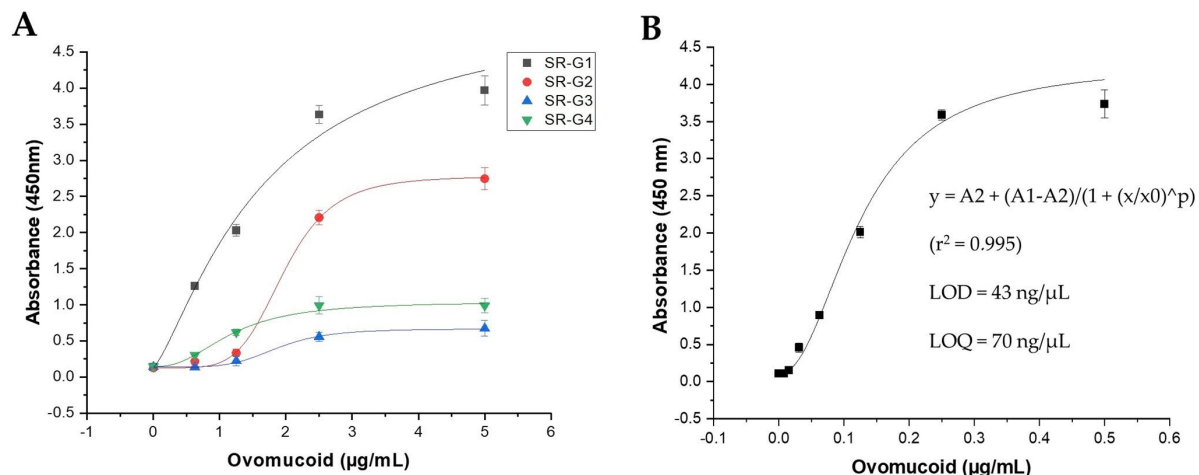 A
Absorbance (450nm)
4.5
4.0
3.5
3.0
2.5
2.0
1.5
1.0
0.5
0.0
-0.5
-1
0
1
2
3
4
5
6
Ovomucoid (µg/mL)
SR-G1
SR-G2
SR-G3
SR-G4
B
Absorbance (450 nm)
4.5
4.0
3.5
3.0
2.5
2.0
1.5
1.0
0.5
0.0
-0.5
-0.1
0.0
0.1
0.2
0.3
0.4
0.5
0.6
Ovomucoid (µg/mL)
y = A2 + (A1-A2)/(1 + (x/x0)^p)
(r² = 0.995)
LOD = 43 ng/µL
LOQ = 70 ng/µL